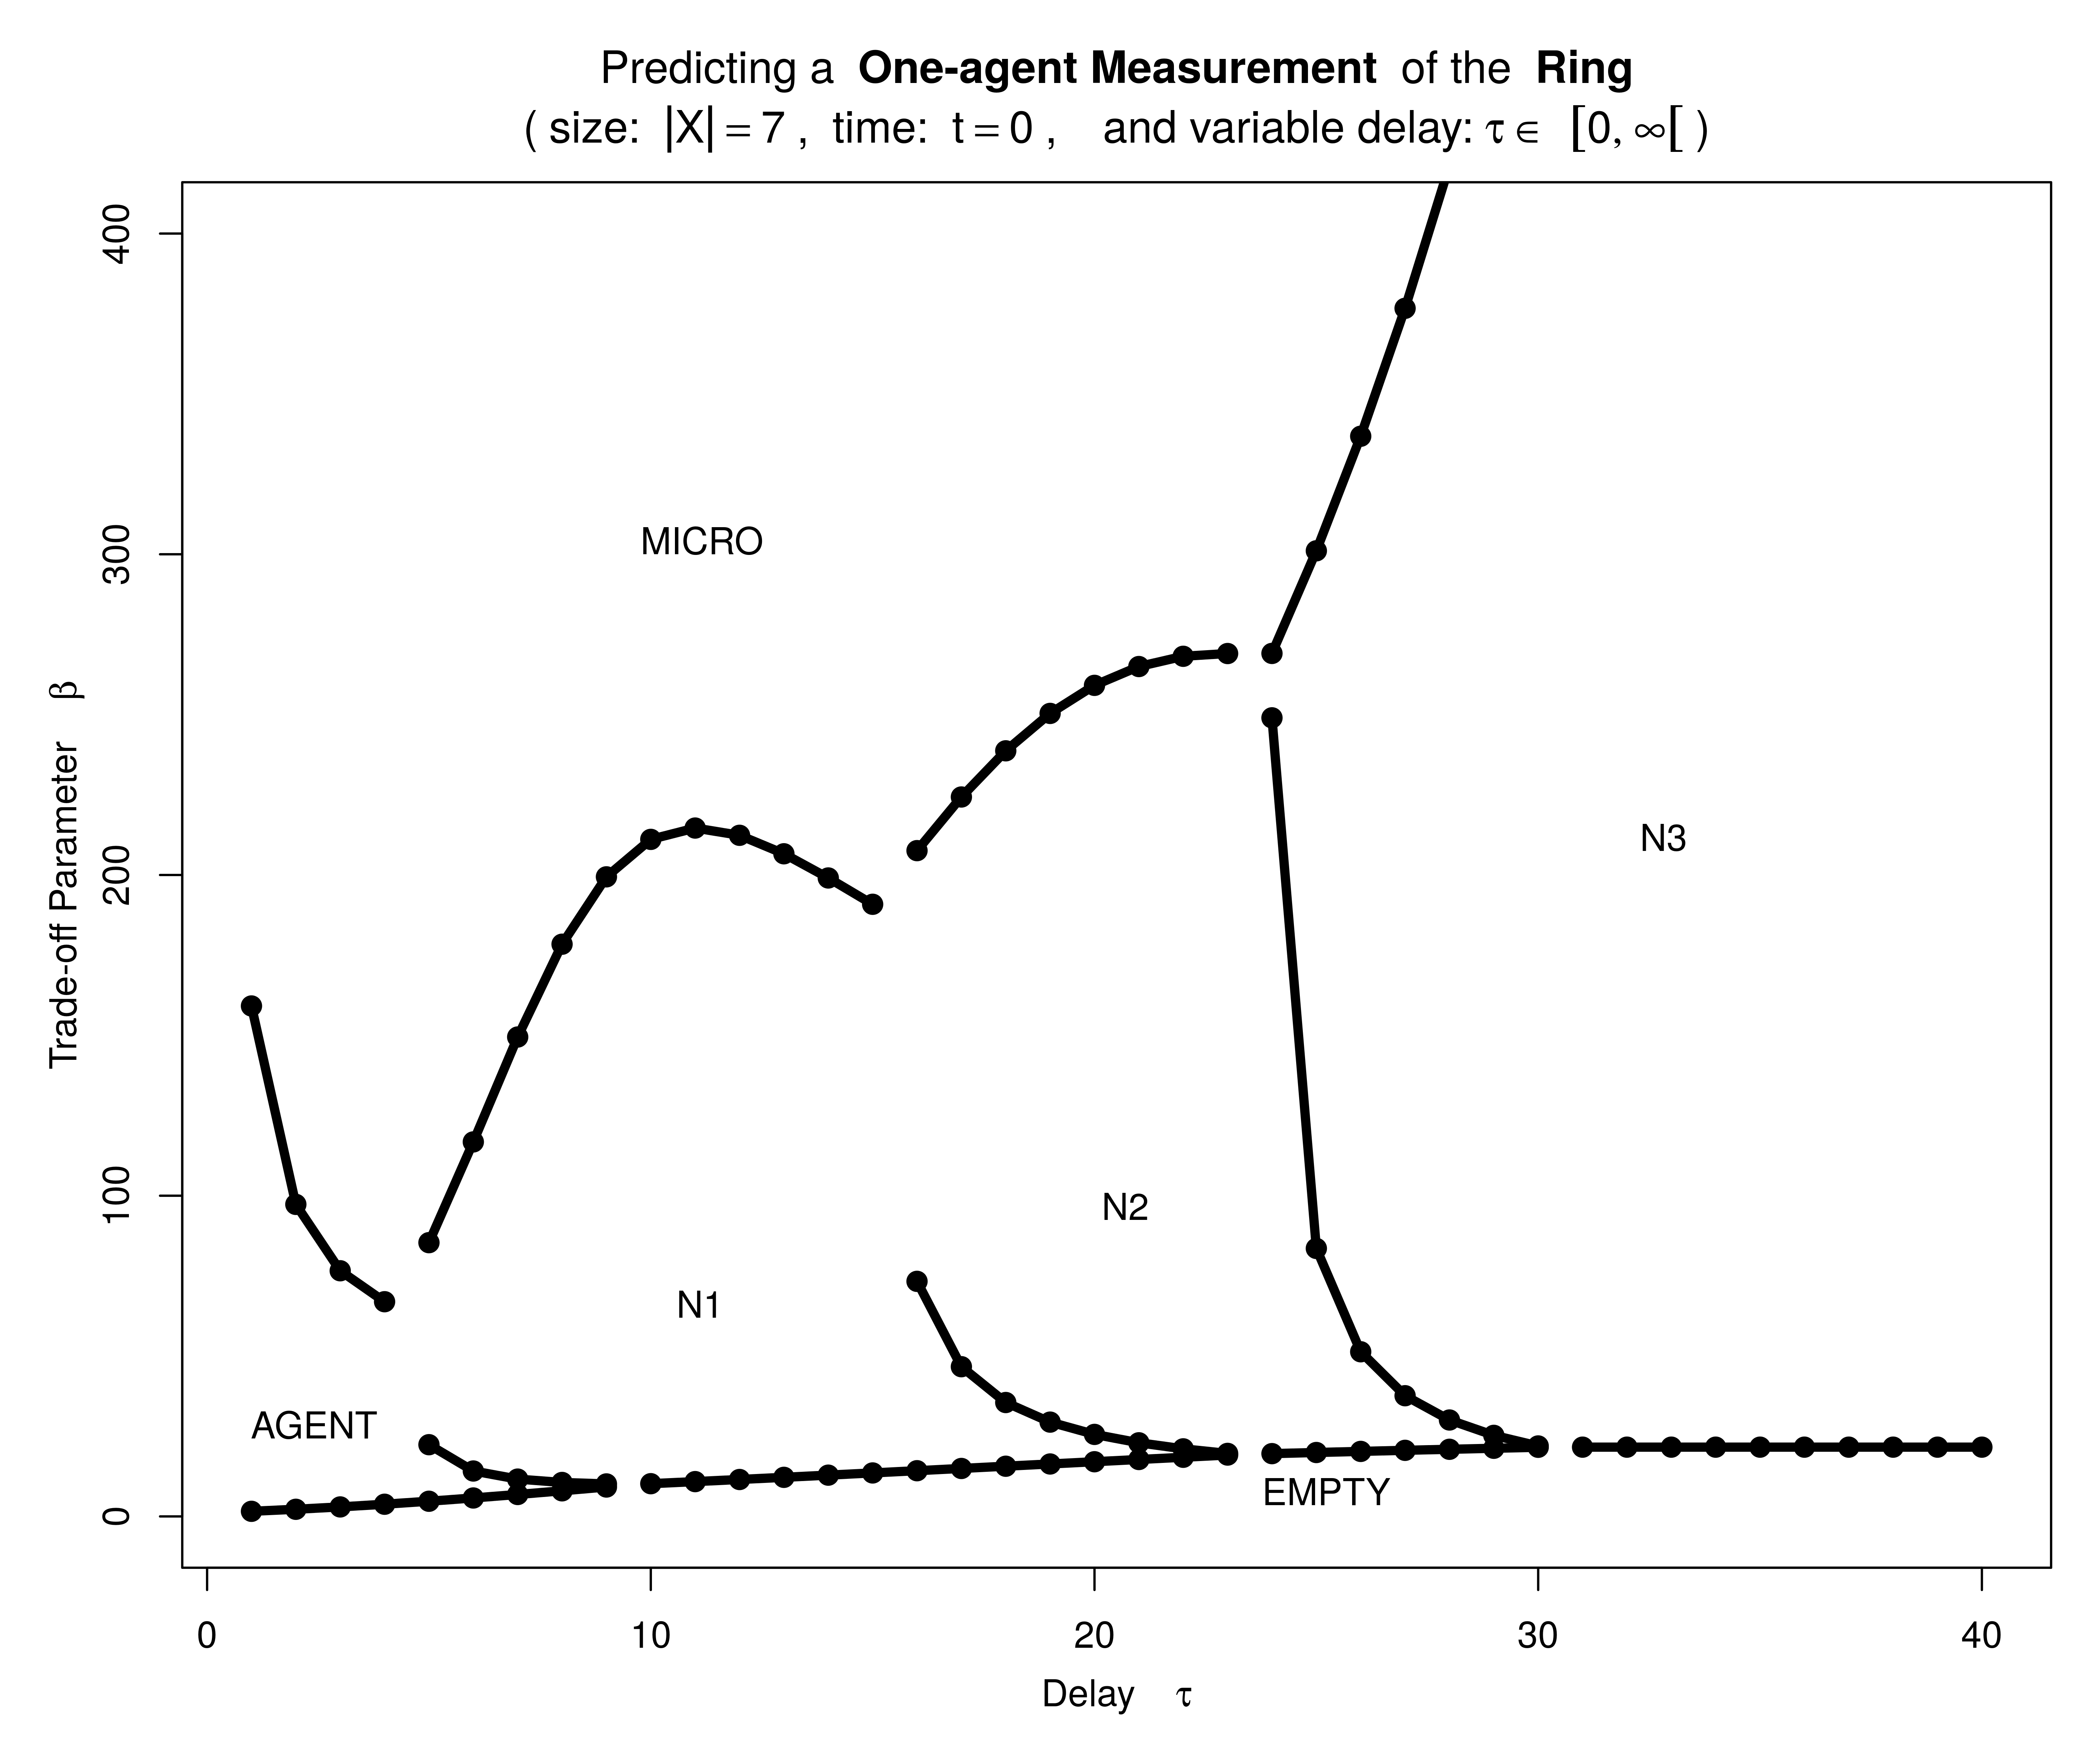 Predicting a One-agent Measurement of the Ring
( size: |X| = 7 , time: t = 0 , and variable delay: τ ∈ [0, ∞[ )
400
300
200
100
0
Trade-off Parameter β
MICRO
N3
N2
N1
AGENT
EMPTY
0 10 20 30 40
Delay τ